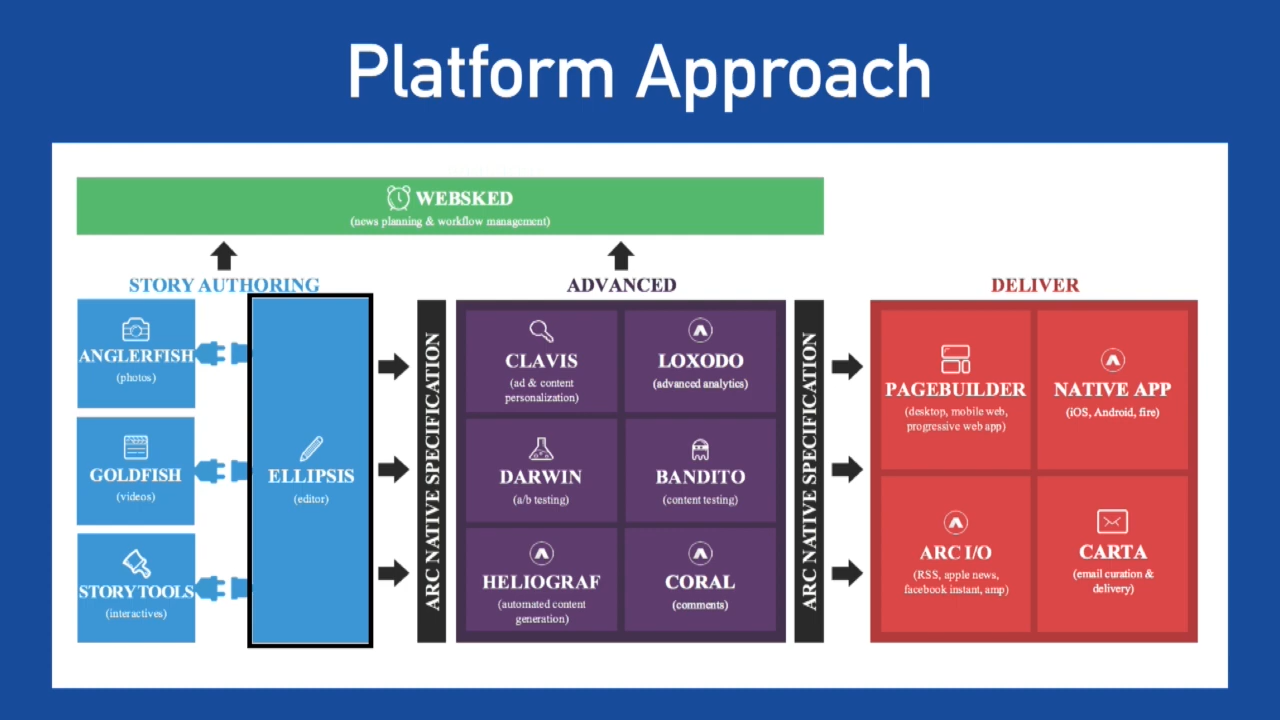 Platform Approach
WEBSKED
(news planning & workflow management)
STORY AUTHORING
ANGLERFISH
(photos)
GOLDFISH
(videos)
STORYTOOLS
(interactives)
ELLIPSIS
(editor)
ARC NATIVE SPECIFICATION
ADVANCED
CLAVIS
(ad & content
personalization)
LOXODO
(advanced analytics)
DARWIN
(a/b testing)
BANDITO
(content testing)
HELIOGRAF
(automated content
generation)
CORAL
(comments)
ARC NATIVE SPECIFICATION
DELIVER
PAGEBUILDER
(desktop, mobile web,
progressive web app)
NATIVE APP
(iOS, Android, fire)
ARC I/O
(RSS, apple news,
facebook instant, amp)
CARTA
(email curation &
delivery)